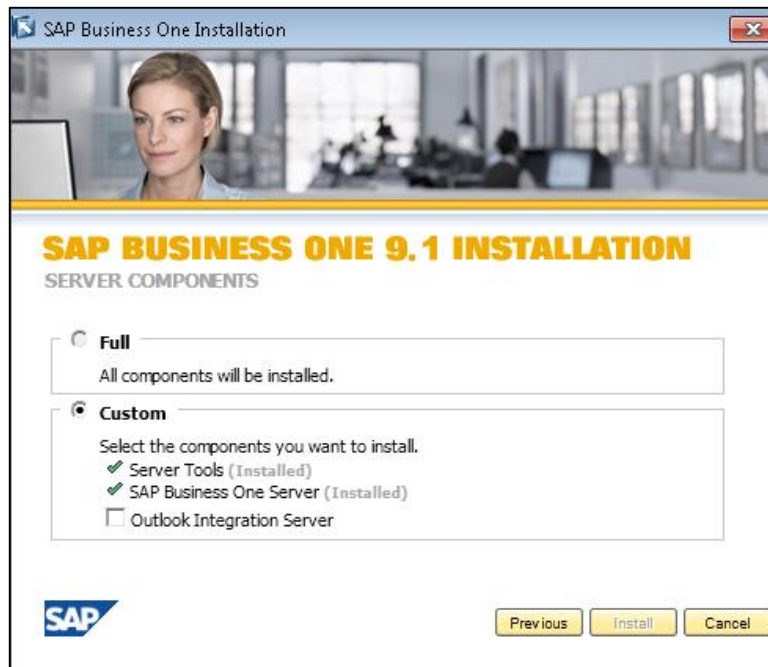 SAP Business One Installation
SAP BUSINESS ONE 9.1 INSTALLATION
SERVER COMPONENTS
Full
All components will be installed.
Custom
Select the components you want to install.
Server Tools (Installed)
SAP Business One Server (Installed)
Outlook Integration Server
SAP
Previous Install Cancel